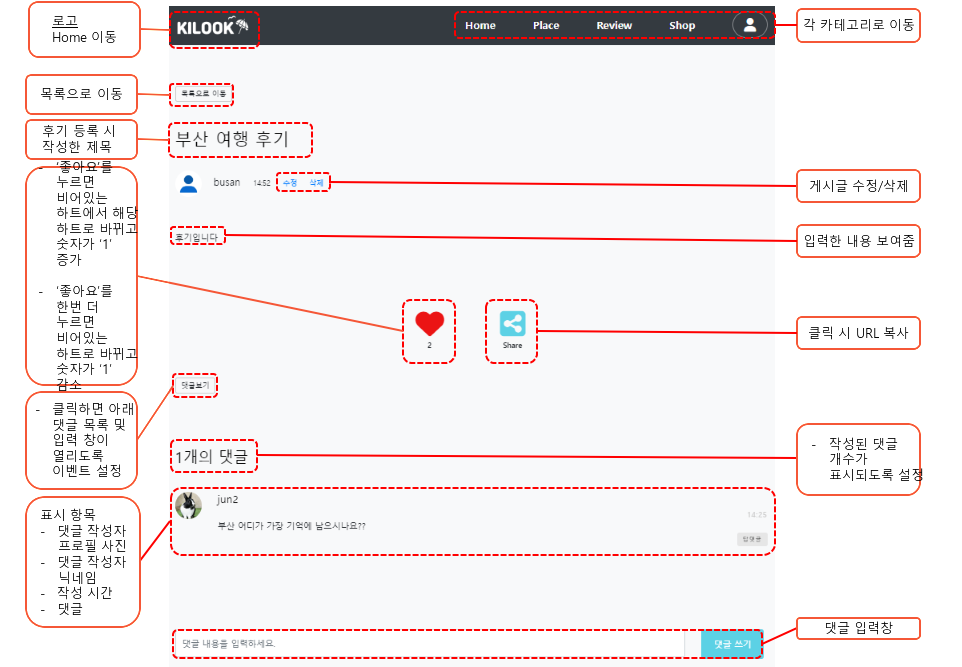 로고
Home 이동
KILOOK
Home
Place
Review
Shop
각 카테고리로 이동
목록으로 이동
목록으로 이동
후기 등록 시
작성한 제목
부산 여행 후기
- '좋아요'를
누르면
비어있는
하트에서 해당
하트로 바뀌고
숫자가 '1'
증가
- '좋아요'를
한번 더
누르면
비어있는
하트로 바뀌고
숫자가 '1'
감소
busan
14:52
수정
삭제
게시글 수정/삭제
후기입니다
입력한 내용 보여줌
2
Share
클릭 시 URL 복사
댓글보기
- 클릭하면 아래
댓글 목록 및
입력 창이
열리도록
이벤트 설정
1개의 댓글
- 작성된 댓글
개수가
표시되도록 설정
표시 항목
- 댓글 작성자
프로필 사진
- 댓글 작성자
닉네임
- 작성 시간
- 댓글
jun2
14:23
부산 어디가 가장 기억에 남으시나요??
답댓글
댓글 내용을 입력하세요.
댓글 쓰기
댓글 입력창